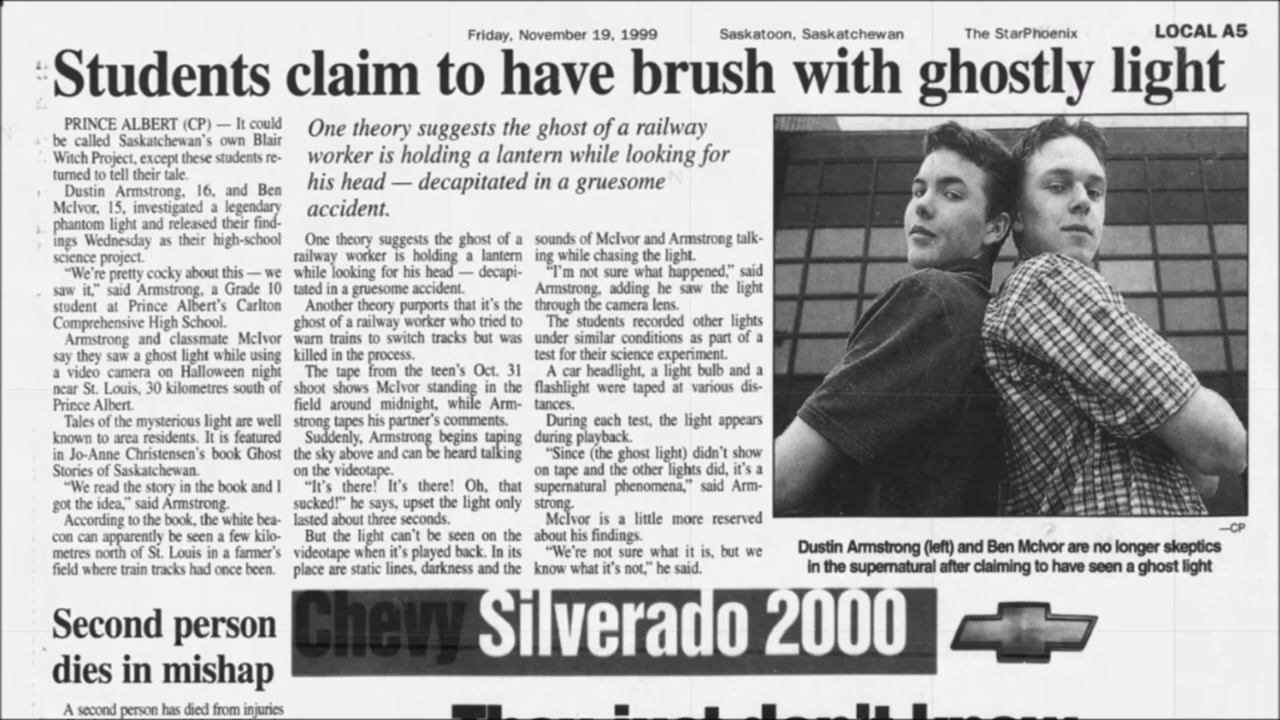 Friday, November 19, 1999 Saskatoon, Saskatchewan The StarPhoenix LOCAL A5
Students claim to have brush with ghostly light
PRINCE ALBERT (CP) — It could
be called Saskatchewan's own Blair
Witch Project, except these students re-
turned to tell their tale.
Dustin Armstrong, 16, and Ben
McIvor, 15, investigated a legendary
phantom light and released their find-
ings Wednesday as their high-school
science project.
"We're pretty cocky about this — we
saw it," said Armstrong, a Grade 10
student at Prince Albert's Carlton
Comprehensive High School.
Armstrong and classmate McIvor
say they saw a ghost light while using
a video camera on Halloween night
near St. Louis, 30 kilometres south of
Prince Albert.
Tales of the mysterious light are well
known to area residents. It is featured
in Jo-Anne Christensen's book Ghost
Stories of Saskatchewan.
"We read the story in the book and I
got the idea," said Armstrong.
According to the book, the white bea-
con can apparently be seen a few kilo-
metres north of St. Louis in a farmer's
field where train tracks had once been.
One theory suggests the ghost of a railway
worker is holding a lantern while looking for
his head — decapitated in a gruesome
accident.
One theory suggests the ghost of a
railway worker is holding a lantern
while looking for his head — decapi-
tated in a gruesome accident.
Another theory purports that it's the
ghost of a railway worker who tried to
warn trains to switch tracks but was
killed in the process.
The tape from the teen's Oct. 31
shoot shows McIvor standing in the
field around midnight, while Arm-
strong tapes his partner's comments.
Suddenly, Armstrong begins taping
the sky above and can be heard talking
on the videotape.
"It's there! It's there! Oh, that
sucked!" he says, upset the light only
lasted about three seconds.
But the light can't be seen on the
videotape when it's played back. In its
place are static lines, darkness and the
sounds of McIvor and Armstrong talk-
ing while chasing the light.
"I'm not sure what happened," said
Armstrong, adding he saw the light
through the camera lens.
The students recorded other lights
under similar conditions as part of a
test for their science experiment.
A car headlight, a light bulb and a
flashlight were taped at various dis-
tances.
During each test, the light appears
during playback.
"Since (the ghost light) didn't show
on tape and the other lights did, it's a
supernatural phenomena," said Arm-
strong.
McIvor is a little more reserved
about his findings.
"We're not sure what it is, but we
know what it's not," he said.
—CP
Dustin Armstrong (left) and Ben McIvor are no longer skeptics
in the supernatural after claiming to have seen a ghost light
Second person
dies in mishap
A second person has died from injuries
Chevy Silverado 2000
They just don't know